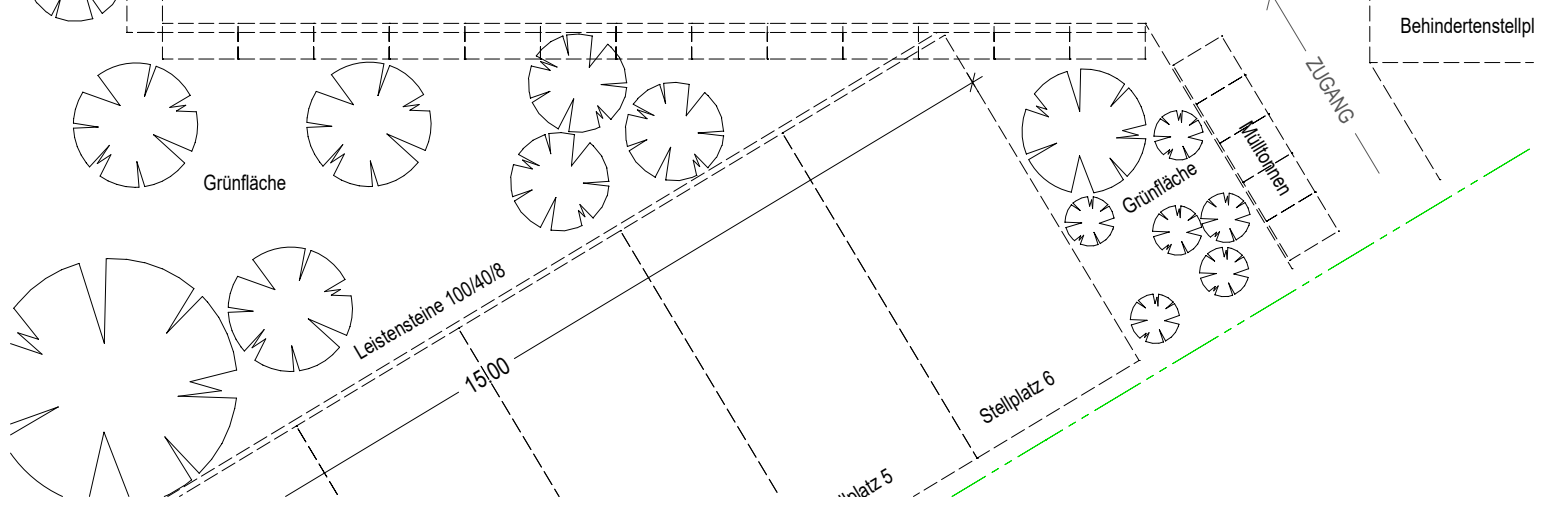 Behindertenstellpl
ZUGANG
Mülltonnen
Grünfläche
Grünfläche
Leistensteine 100/40/8
15,00
Stellplatz 6
llplatz 5